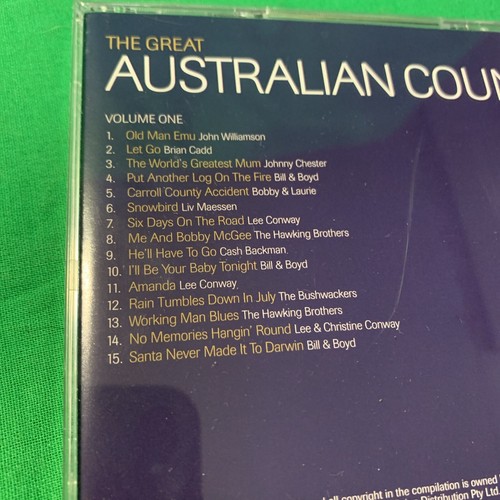 THE GREAT
AUSTRALIAN COUN
VOLUME ONE
1. Old Man Emu John Williamson
2. Let Go Brian Cadd
3. The World's Greatest Mum Johnny Chester
4. Put Another Log On The Fire Bill & Boyd
5. Carroll County Accident Bobby & Laurie
6. Snowbird Liv Maessen
7. Six Days On The Road Lee Conway
8. Me And Bobby McGee The Hawking Brothers
9. He'll Have To Go Cash Backman
10. I'll Be Your Baby Tonight Bill & Boyd
11. Amanda Lee Conway
12. Rain Tumbles Down In July The Bushwackers
13. Working Man Blues The Hawking Brothers
14. No Memories Hangin' Round Lee & Christine Conway
15. Santa Never Made It To Darwin Bill & Boyd
all copyright in the compilation is owned
Distribution Pty Ltd